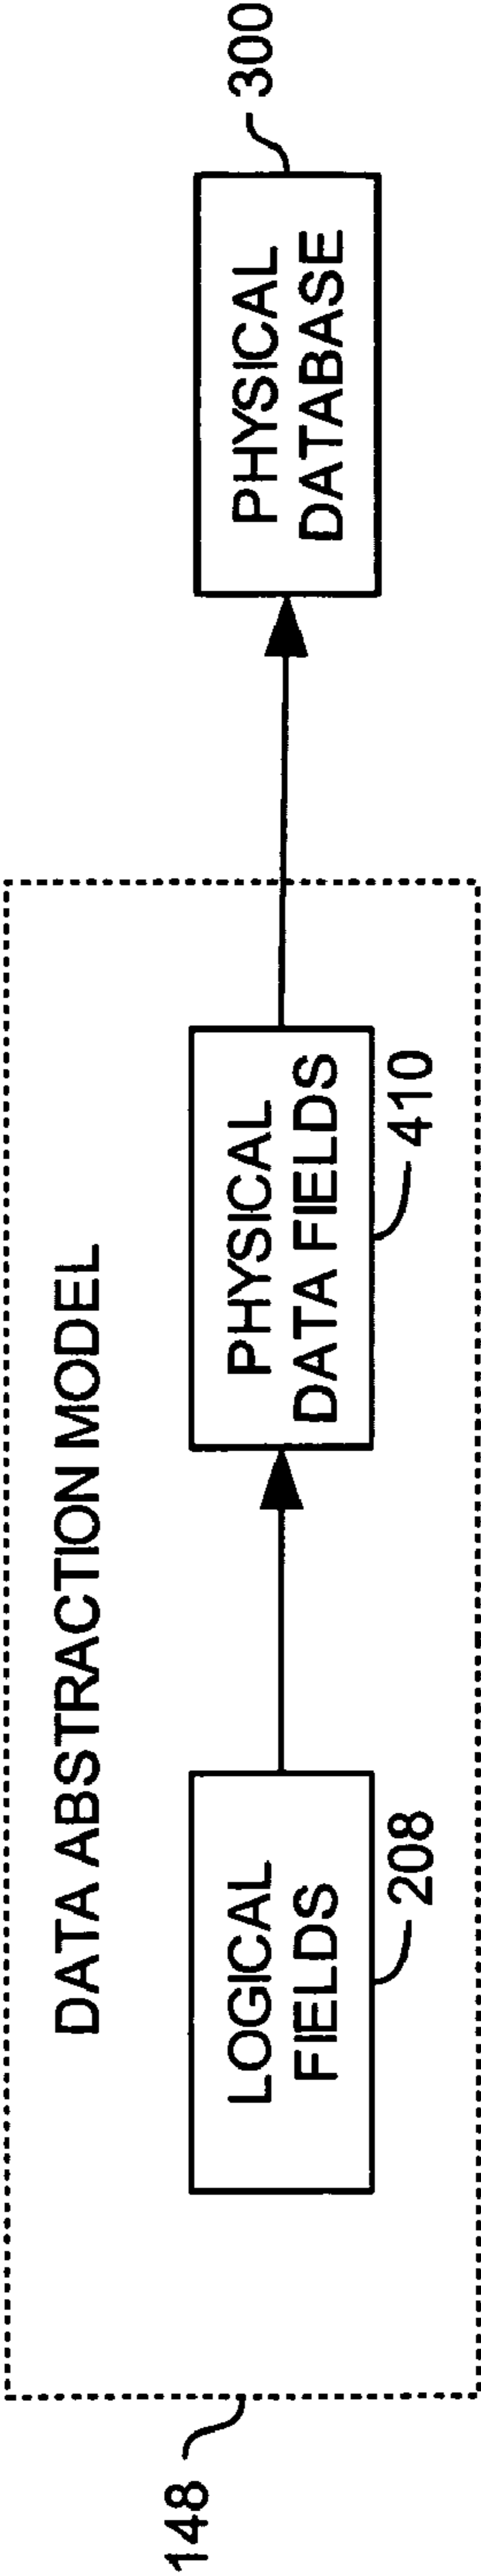 148
DATA ABSTRACTION MODEL
LOGICAL
FIELDS
208
PHYSICAL
DATA FIELDS
410
PHYSICAL
DATABASE
300